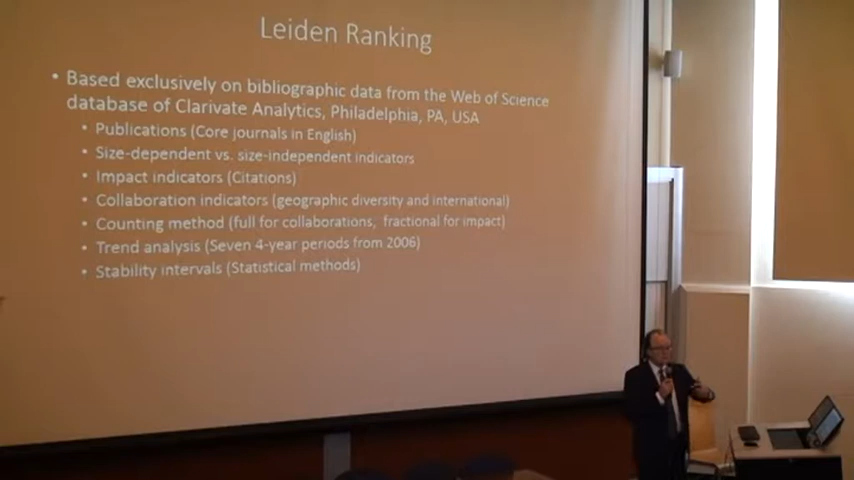 Leiden Ranking
• Based exclusively on bibliographic data from the Web of Science
database of Clarivate Analytics, Philadelphia, PA, USA
• Publications (Core journals in English)
• Size-dependent vs. size-independent indicators
• Impact indicators (Citations)
• Collaboration indicators (geographic diversity and international)
• Counting method (full for collaborations, fractional for impact)
• Trend analysis (Seven 4-year periods from 2006)
• Stability intervals (Statistical methods)